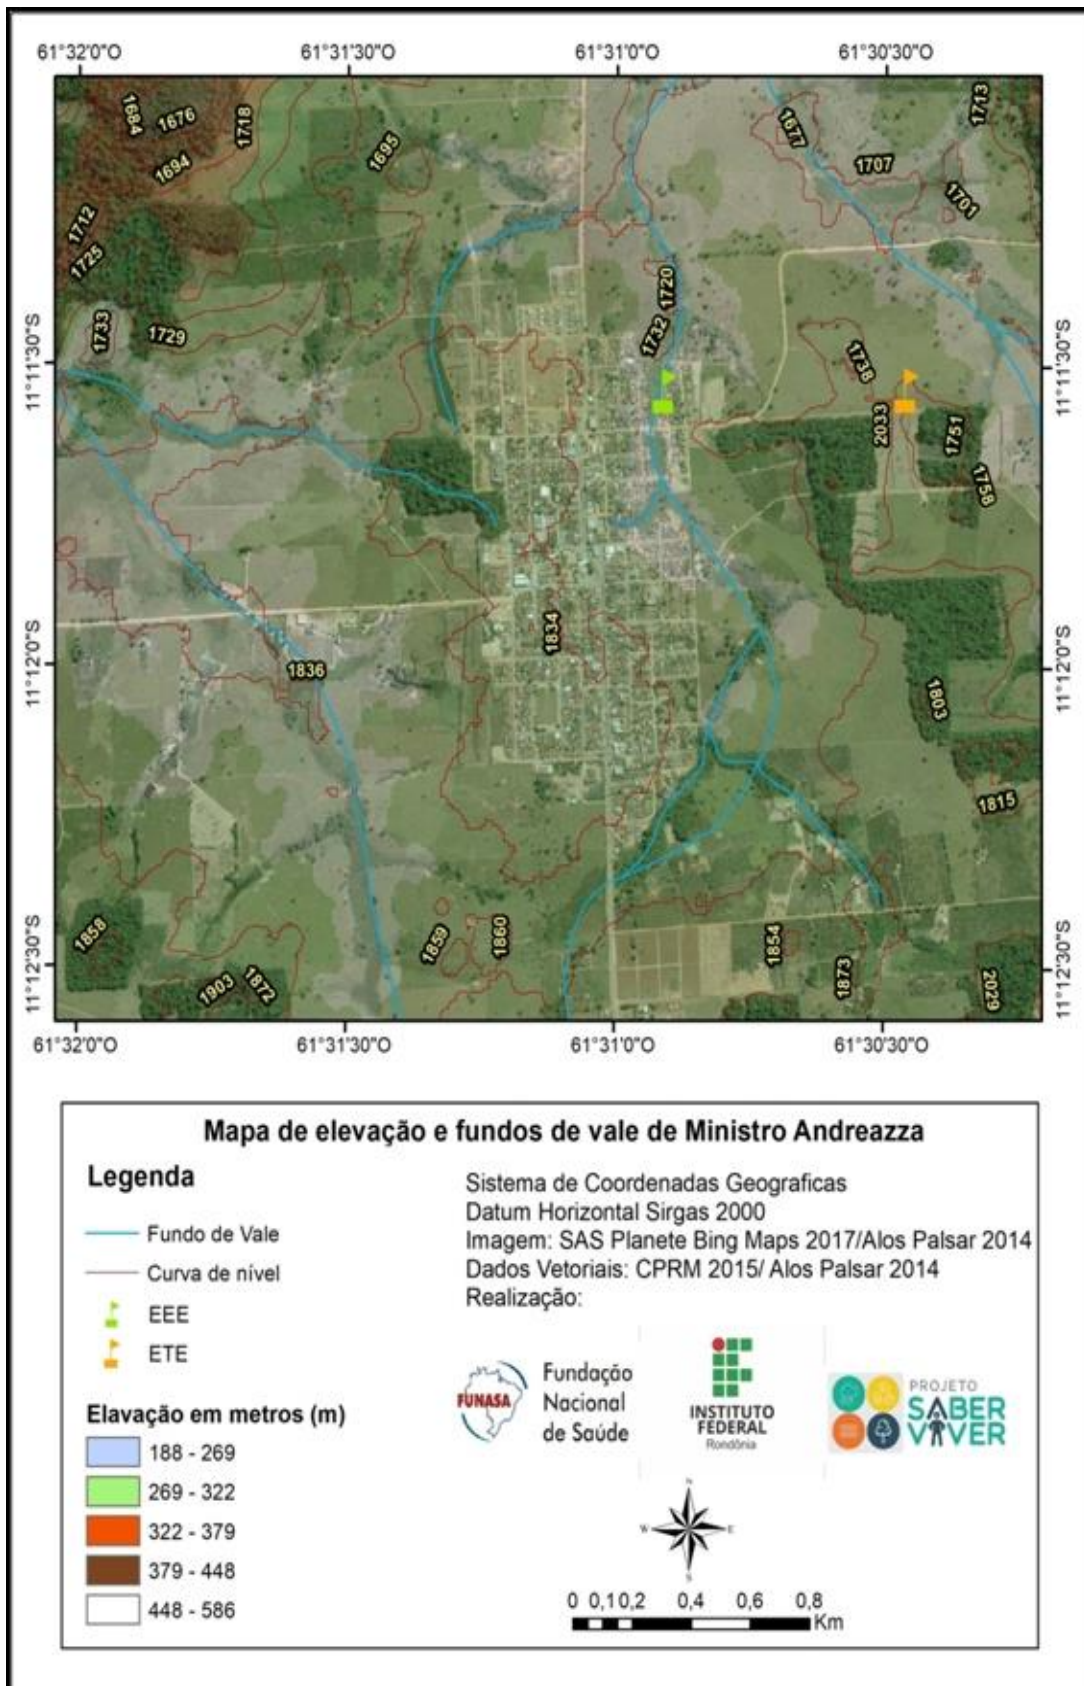 61°32'0"O 61°31'30"O 61°31'0"O 61°30'30"O
1684
1676
1718
1695
1677
1713
1694
1707
1701
1712
1725
1720
1733
1729
1732
11°11'30"S
11°11'30"S
1738
2033
1751
1758
1834
11°12'0"S
1836
11°12'0"S
1803
1815
1858
1859
1860
1854
11°12'30"S
1903
1872
1873
2029
11°12'30"S
61°32'0"O 61°31'30"O 61°31'0"O 61°30'30"O
Mapa de elevação e fundos de vale de Ministro Andreazza
Legenda
Fundo de Vale
Curva de nível
EEE
ETE
Elavação em metros (m)
188 - 269
269 - 322
322 - 379
379 - 448
448 - 586
Sistema de Coordenadas Geograficas
Datum Horizontal Sirgas 2000
Imagem: SAS Planete Bing Maps 2017/Alos Palsar 2014
Dados Vetoriais: CPRM 2015/ Alos Palsar 2014
Realização:
FUNASA
Fundação
Nacional
de Saúde
INSTITUTO
FEDERAL
Rondônia
PROJETO
SABER
VIVER
N
W E
S
0 0,1 0,2 0,4 0,6 0,8
Km